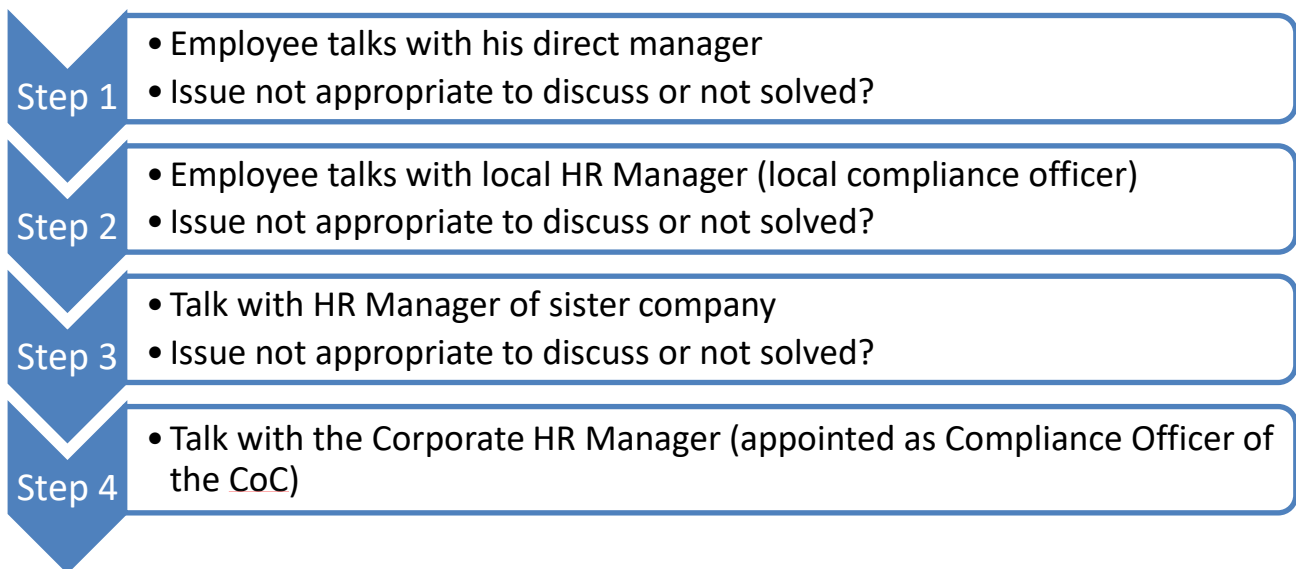 Step 1
• Employee talks with his direct manager
• Issue not appropriate to discuss or not solved?
Step 2
• Employee talks with local HR Manager (local compliance officer)
• Issue not appropriate to discuss or not solved?
Step 3
• Talk with HR Manager of sister company
• Issue not appropriate to discuss or not solved?
Step 4
• Talk with the Corporate HR Manager (appointed as Compliance Officer of
the CoC)